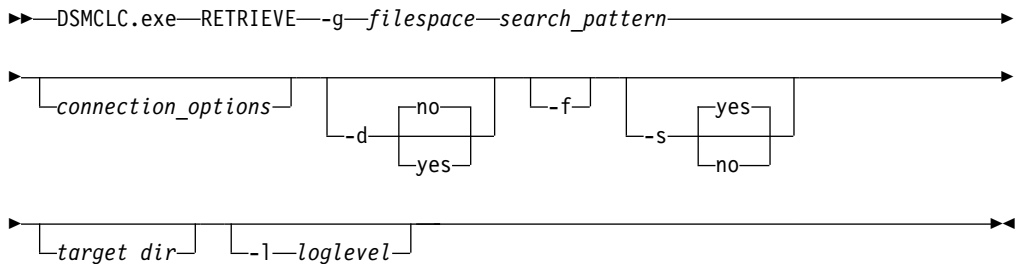 DSMCLC.exe RETRIEVE -g filespace search_pattern
connection_options
-d
no
yes
-f
-s
yes
no
target dir
-l loglevel